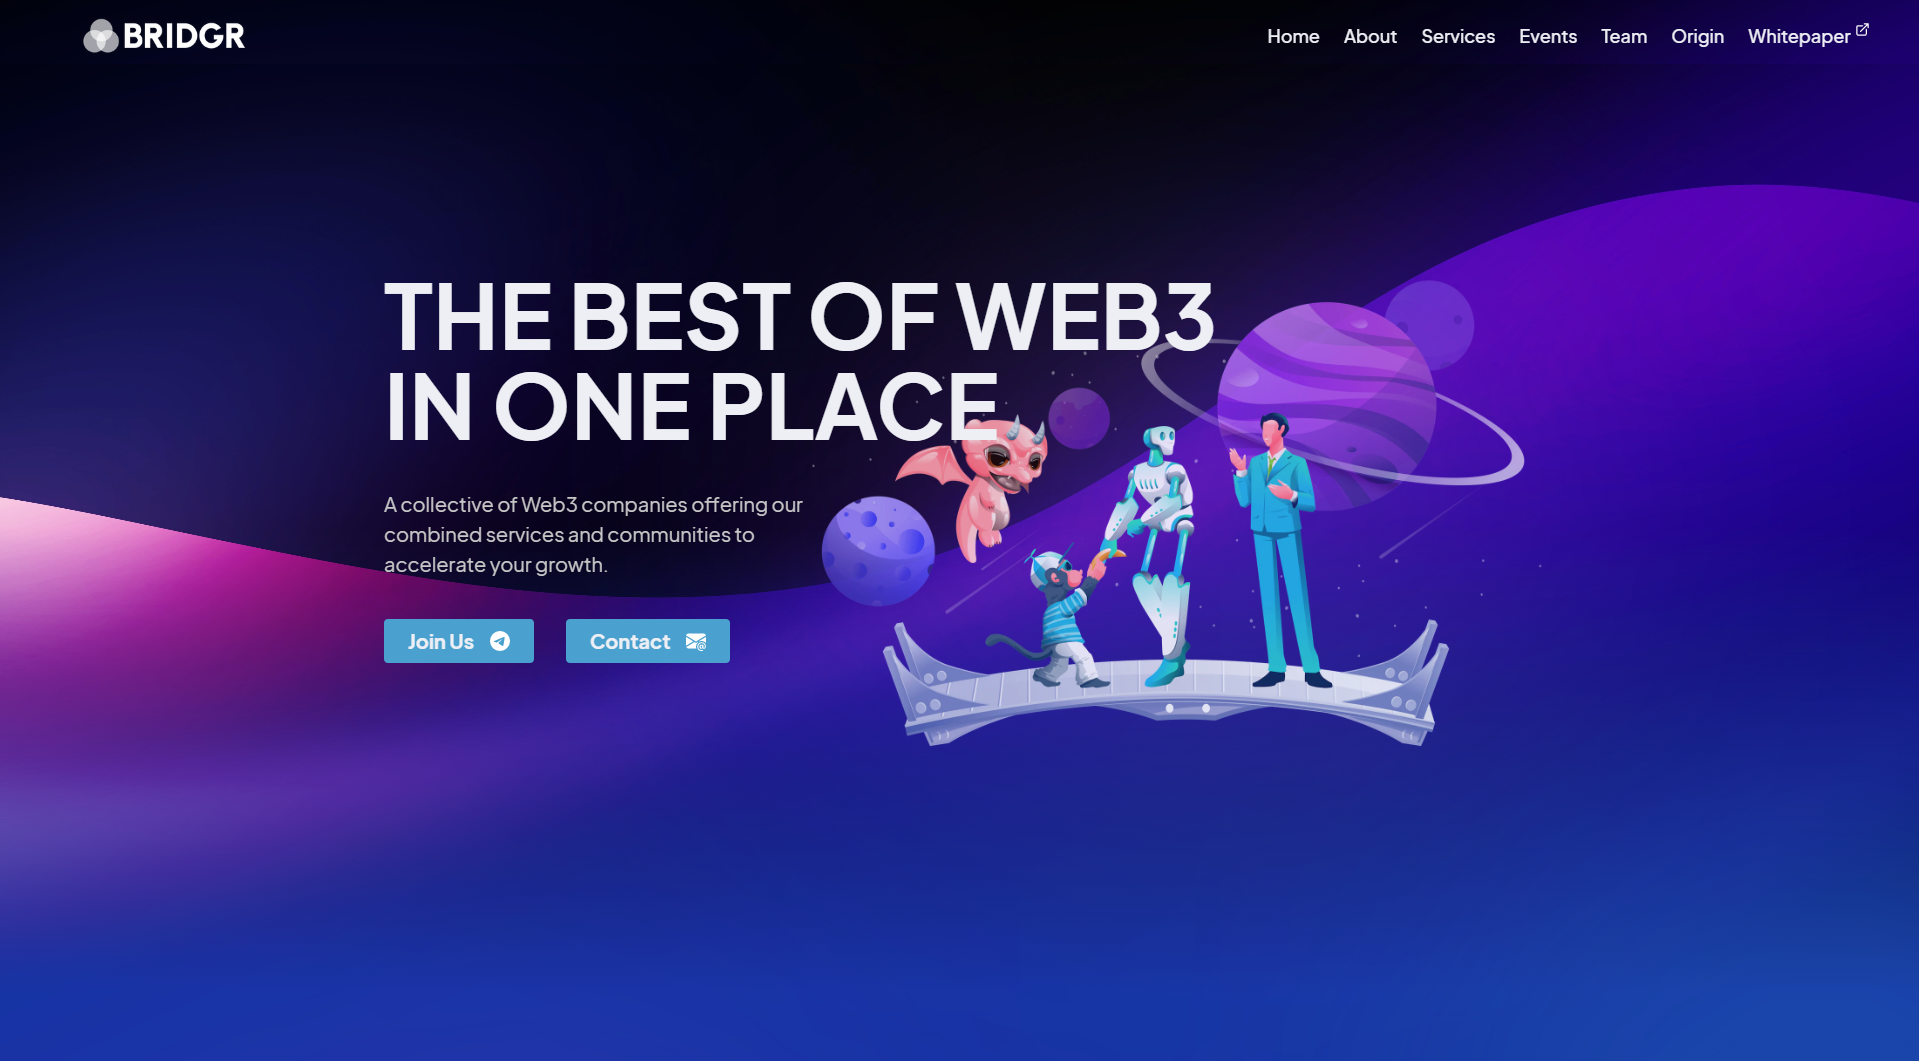 BRIDGR
Home About Services Events Team Origin Whitepaper
THE BEST OF WEB3
IN ONE PLACE
A collective of Web3 companies offering our
combined services and communities to
accelerate your growth.
Join Us Contact